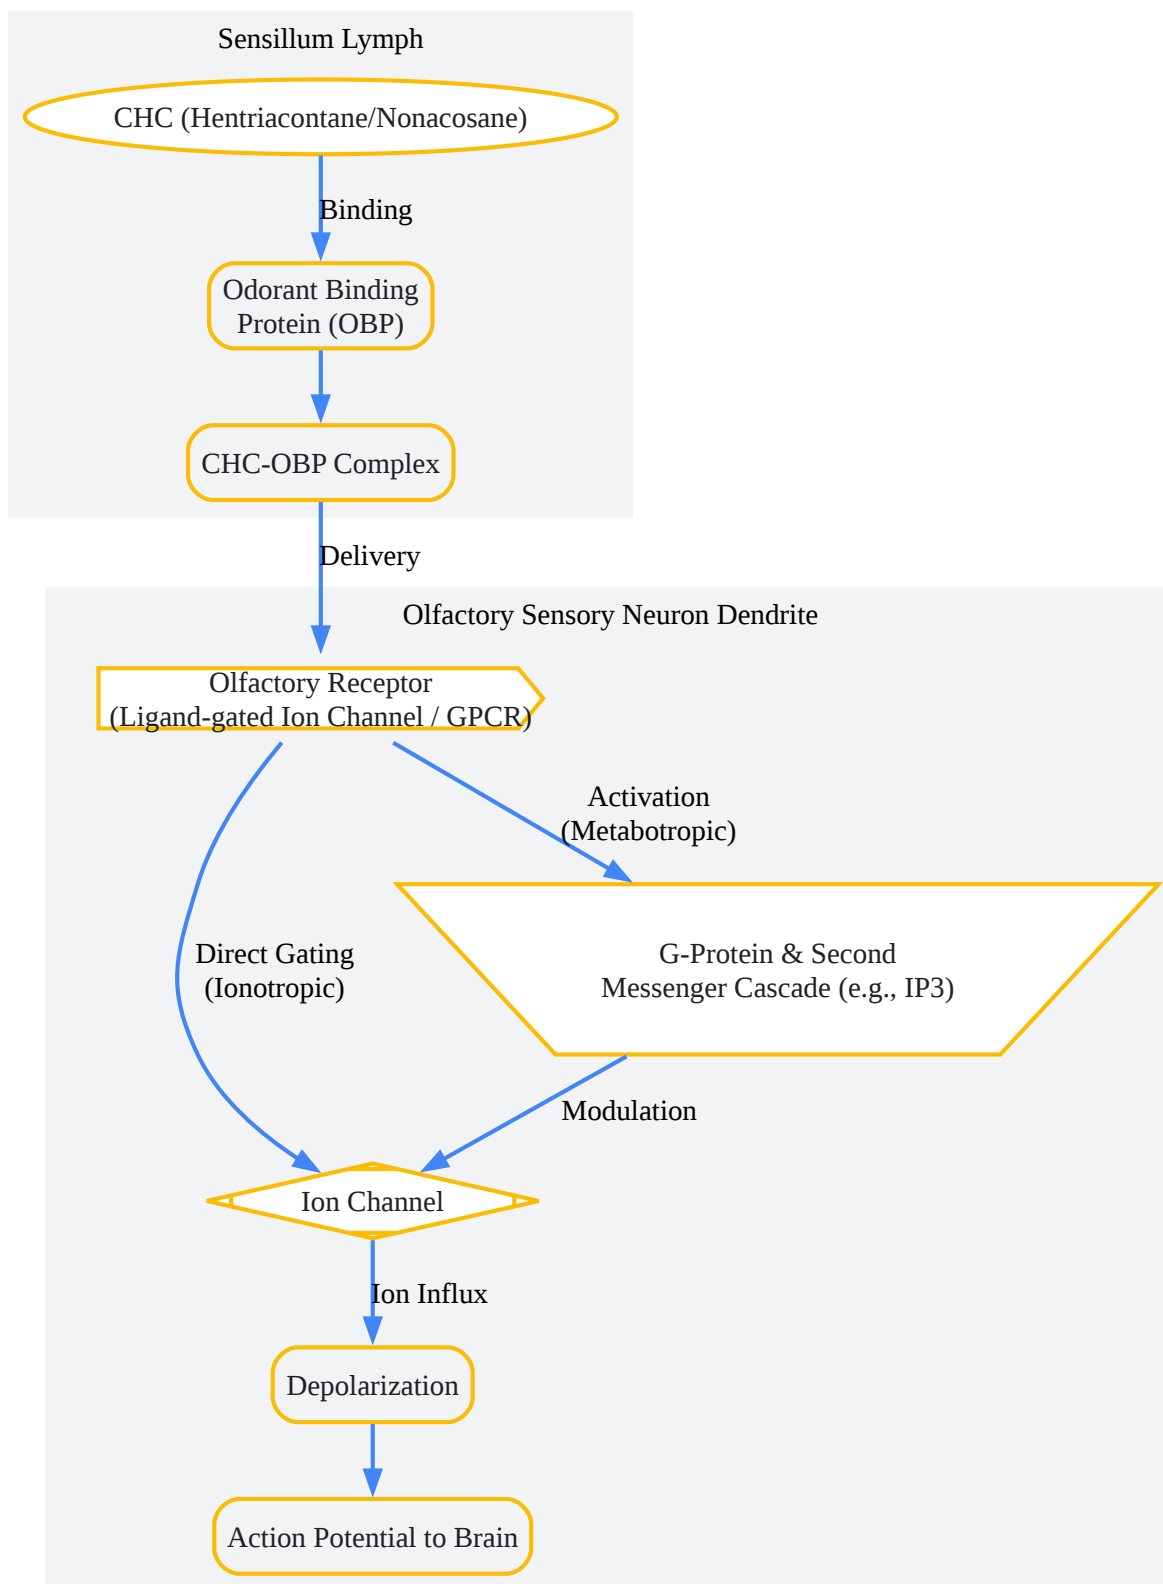 Sensillum Lymph
CHC (Hentriacontane/Nonacosane)
Binding
Odorant Binding
Protein (OBP)
CHC-OBP Complex
Delivery
Olfactory Sensory Neuron Dendrite
Olfactory Receptor
(Ligand-gated Ion Channel / GPCR)
Activation
(Metabotropic)
Direct Gating
(Ionotropic)
G-Protein & Second
Messenger Cascade (e.g., IP3)
Modulation
Ion Channel
Ion Influx
Depolarization
Action Potential to Brain